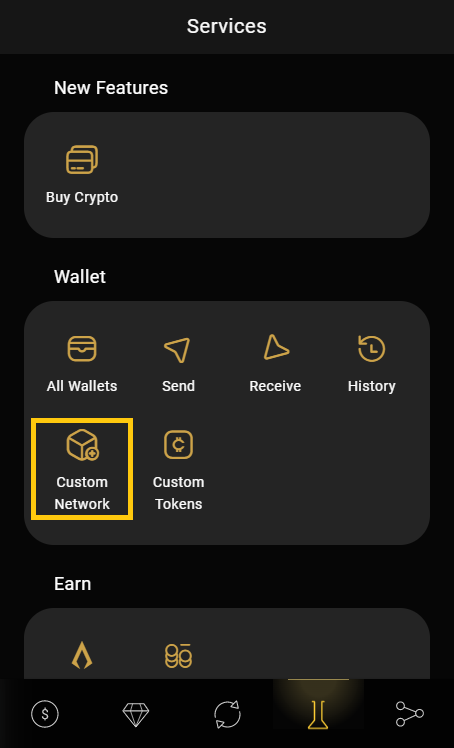 Services
New Features
Buy Crypto
Wallet
All Wallets
Send
Receive
History
Custom
Network
Custom
Tokens
Earn